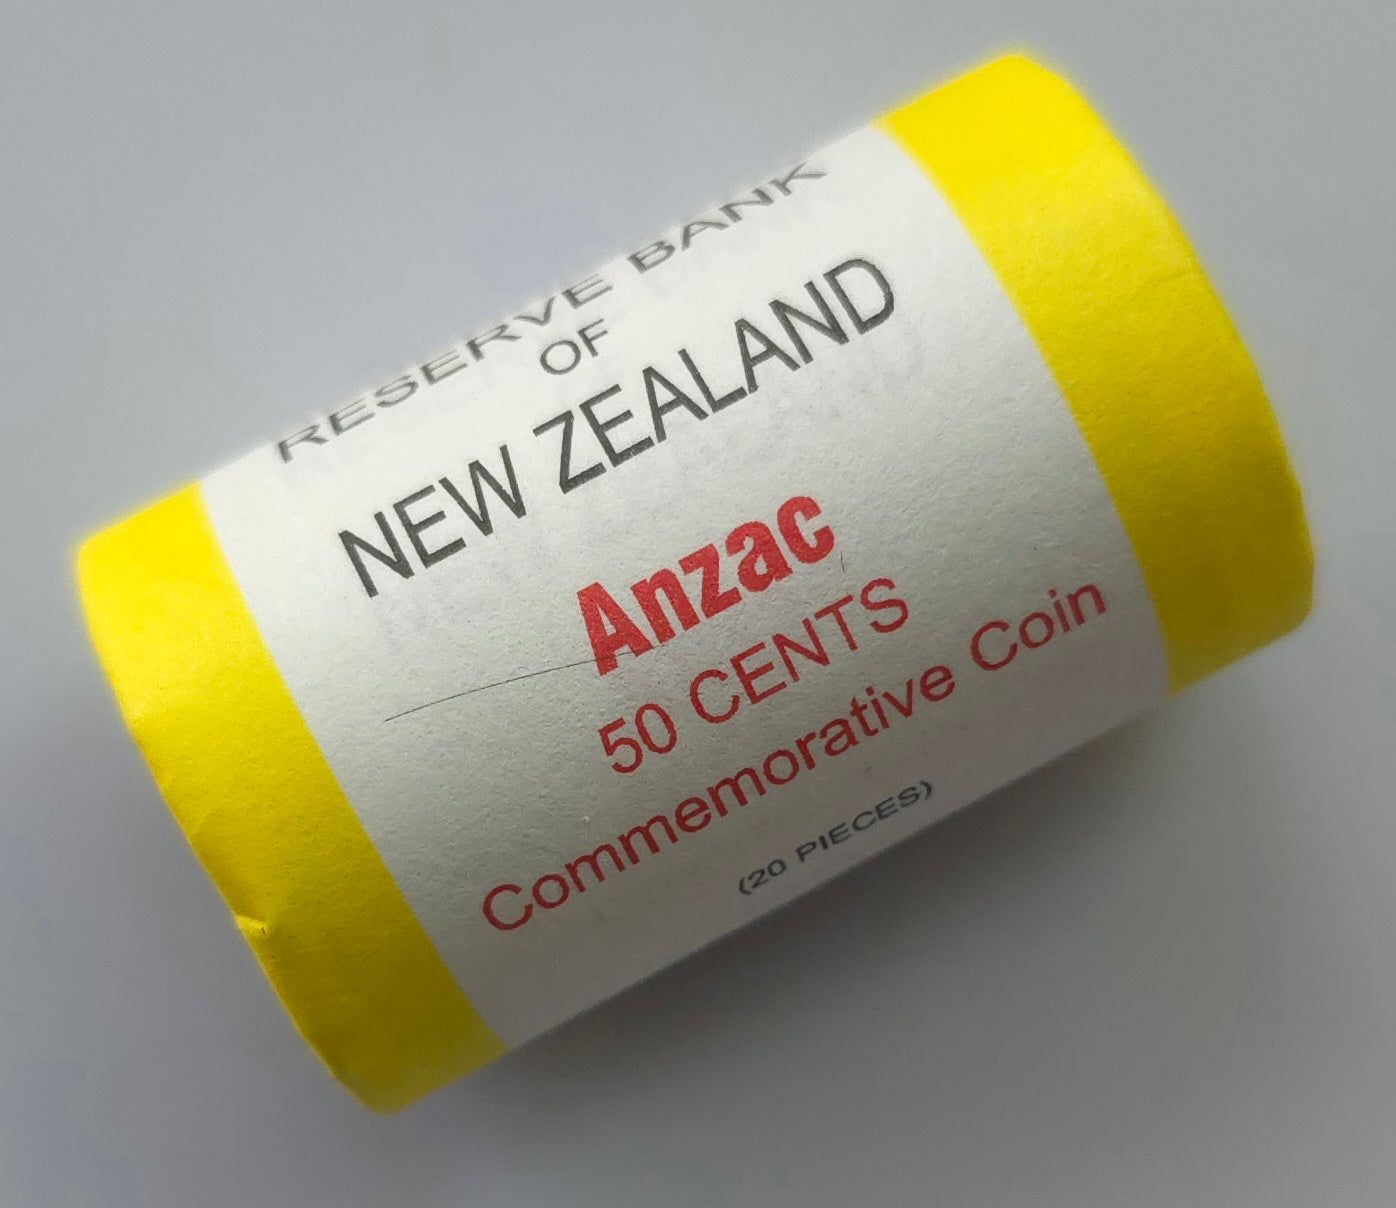 RESERVE BANK
OF
NEW ZEALAND
Anzac
50 CENTS
Commemorative Coin
(20 PIECES)